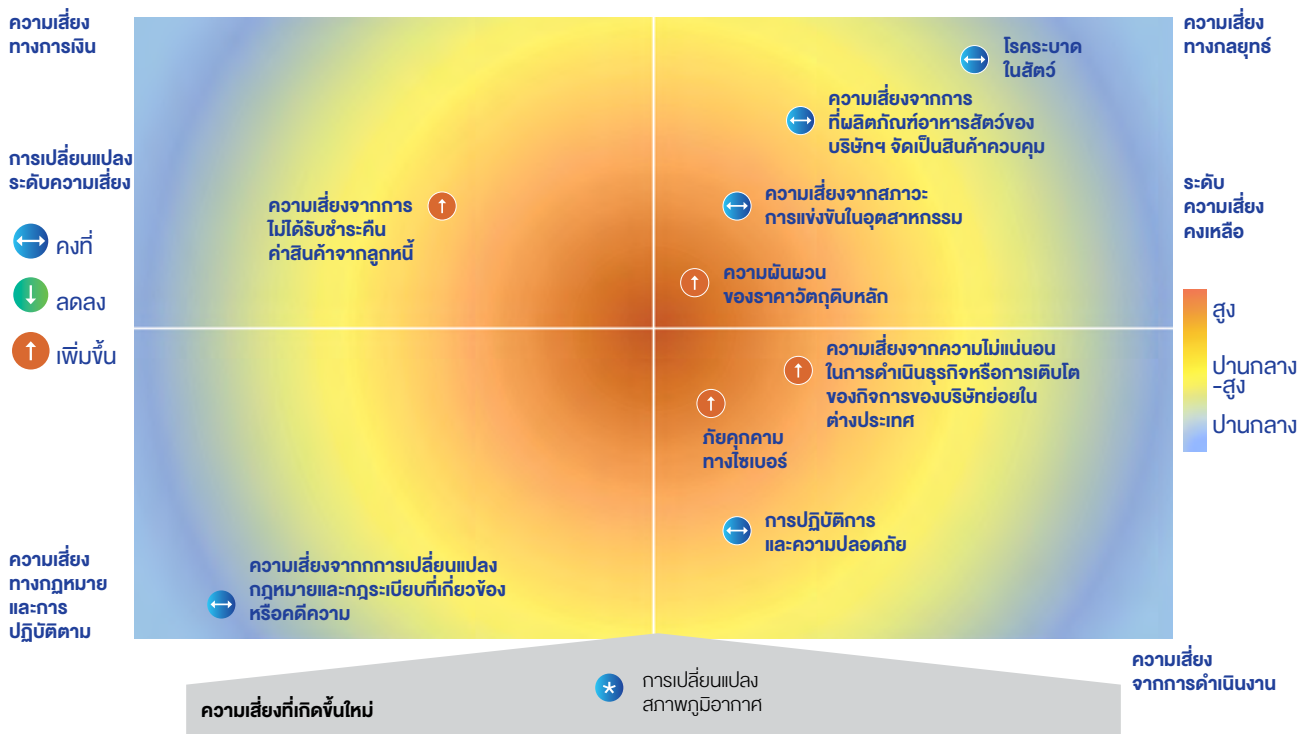 ความเสี่ยง
ทางการเงิน
ความเสี่ยง
ทางกลยุทธ์
โรคระบาด
ในสัตว์
ความเสี่ยงจากการ
ที่ผลิตภัณฑ์อาหารสัตว์ของ
บริษัทฯ จัดเป็นสินค้าควบคุม
การเปลี่ยนแปลง
ระดับความเสี่ยง
คงที่
ลดลง
เพิ่มขึ้น
ความเสี่ยงจากการ
ไม่ได้รับชำระคืน
ค่าสินค้าจากลูกหนี้
ความเสี่ยงจากสภาวะ
การแข่งขันในอุตสาหกรรม
ระดับ
ความเสี่ยง
คงเหลือ
สูง
ปานกลาง
-สูง
ปานกลาง
ความผันผวน
ของราคาวัตถุดิบหลัก
ความเสี่ยงจากความไม่แน่นอน
ในการดำเนินธุรกิจหรือการเติบโต
ของกิจการของบริษัทย่อยใน
ต่างประเทศ
ภัยคุกคาม
ทางไซเบอร์
การปฏิบัติการ
และความปลอดภัย
ความเสี่ยง
ทางกฎหมาย
และการ
ปฏิบัติตาม
ความเสี่ยงจากกการเปลี่ยนแปลง
กฎหมายและกฎระเบียบที่เกี่ยวข้อง
หรือคดีความ
ความเสี่ยง
จากการดำเนินงาน
การเปลี่ยนแปลง
สภาพภูมิอากาศ
ความเสี่ยงที่เกิดขึ้นใหม่